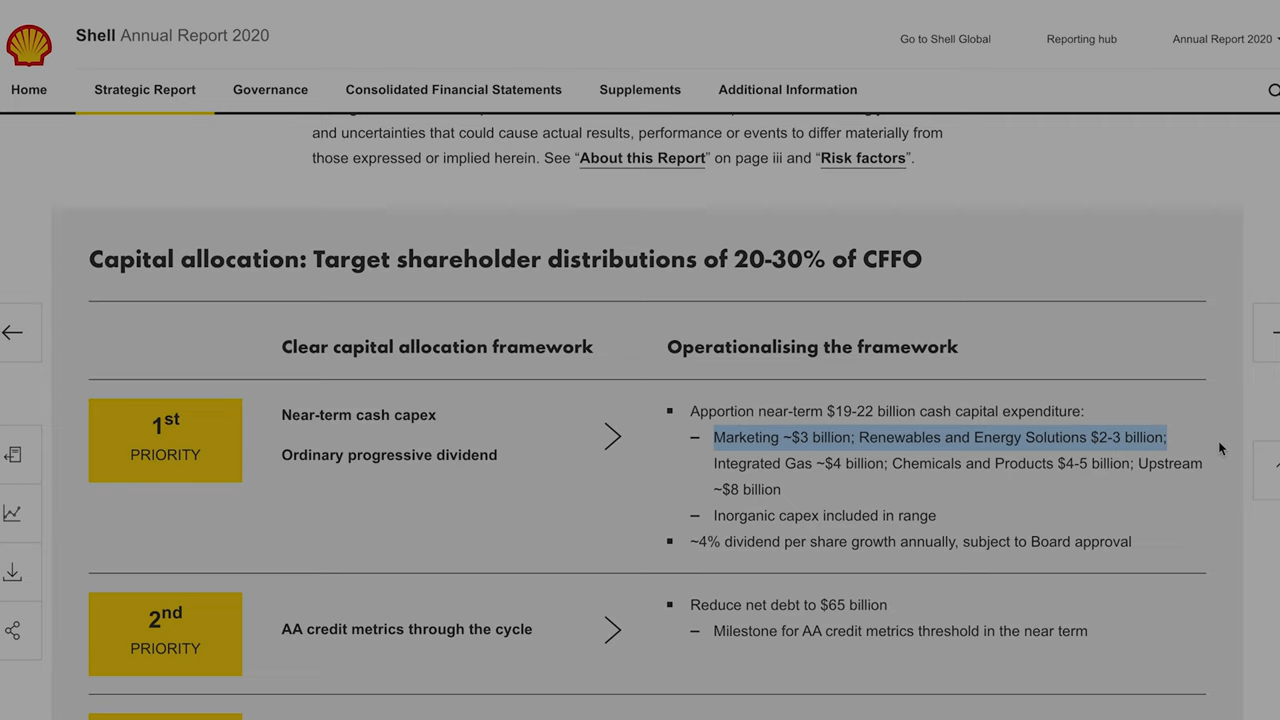 Shell Annual Report 2020
Go to Shell Global
Reporting hub
Annual Report 2020
Home
Strategic Report
Governance
Consolidated Financial Statements
Supplements
Additional Information
and uncertainties that could cause actual results, performance or events to differ materially from
those expressed or implied herein. See “About this Report” on page iii and “Risk factors”.
Capital allocation: Target shareholder distributions of 20-30% of CFFO
Clear capital allocation framework
Operationalising the framework
1st
PRIORITY
Near-term cash capex
Ordinary progressive dividend
▪ Apportion near-term $19-22 billion cash capital expenditure:
– Marketing ~$3 billion; Renewables and Energy Solutions $2-3 billion;
Integrated Gas ~$4 billion; Chemicals and Products $4-5 billion; Upstream
~$8 billion
– Inorganic capex included in range
▪ ~4% dividend per share growth annually, subject to Board approval
2nd
PRIORITY
AA credit metrics through the cycle
▪ Reduce net debt to $65 billion
– Milestone for AA credit metrics threshold in the near term